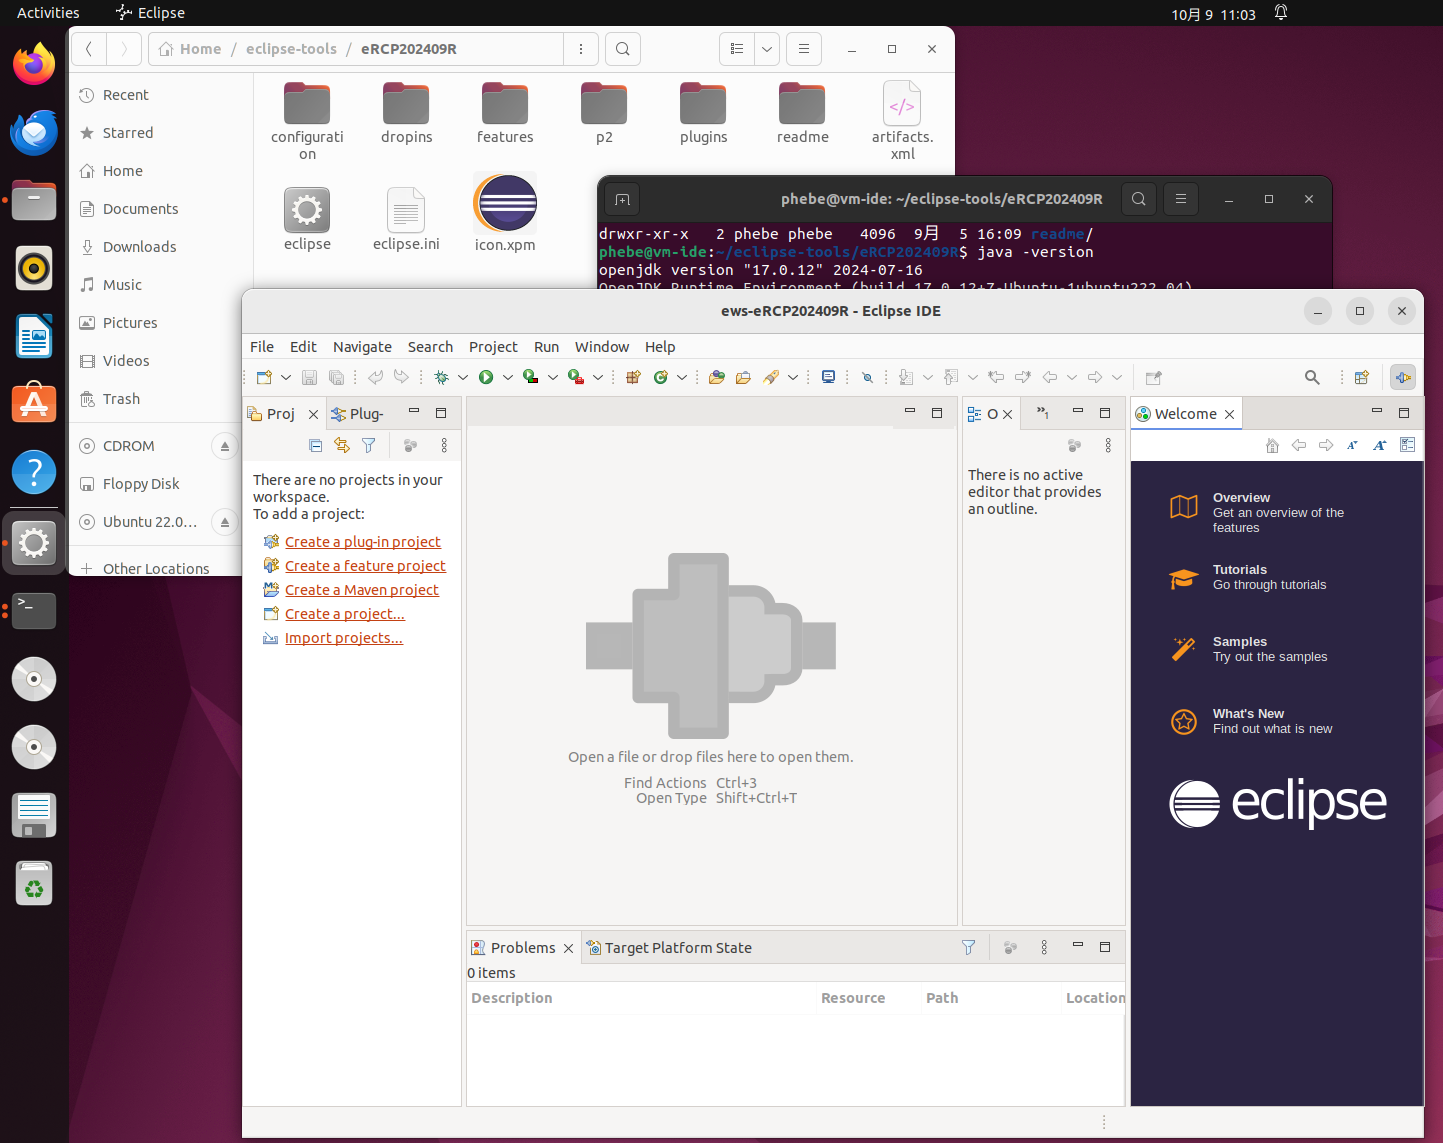 Activities
Eclipse
10月 9 11:03
Home / eclipse-tools / eRCP202409R
Recent
Starred
Home
Documents
Downloads
Music
Pictures
Videos
Trash
CDROM
Floppy Disk
Ubuntu 22.0...
Other Locations
configurati
on
dropins
features
p2
plugins
readme
artifacts.
xml
eclipse
eclipse.ini
icon.xpm
phebe@vm-ide: ~/eclipse-tools/eRCP202409R
drwxr-xr-x 2 phebe phebe 4096 9月 5 16:09 readme/
phebe@vm-ide:~/eclipse-tools/eRCP202409R$ java -version
openjdk version "17.0.12" 2024-07-16
OpenJDK Runtime Environment (build 17.0.12+7-Ubuntu-1ubuntu222.04)
ews-eRCP202409R - Eclipse IDE
File Edit Navigate Search Project Run Window Help
Proj
Plug-
There are no projects in your
workspace.
To add a project:
Create a plug-in project
Create a feature project
Create a Maven project
Create a project...
Import projects...
Open a file or drop files here to open them.
Find Actions Ctrl+3
Open Type Shift+Ctrl+T
O
»1
There is no active
editor that provides
an outline.
Welcome
Overview
Get an overview of the
features
Tutorials
Go through tutorials
Samples
Try out the samples
What's New
Find out what is new
eclipse
Problems
Target Platform State
0 items
Description Resource Path Location